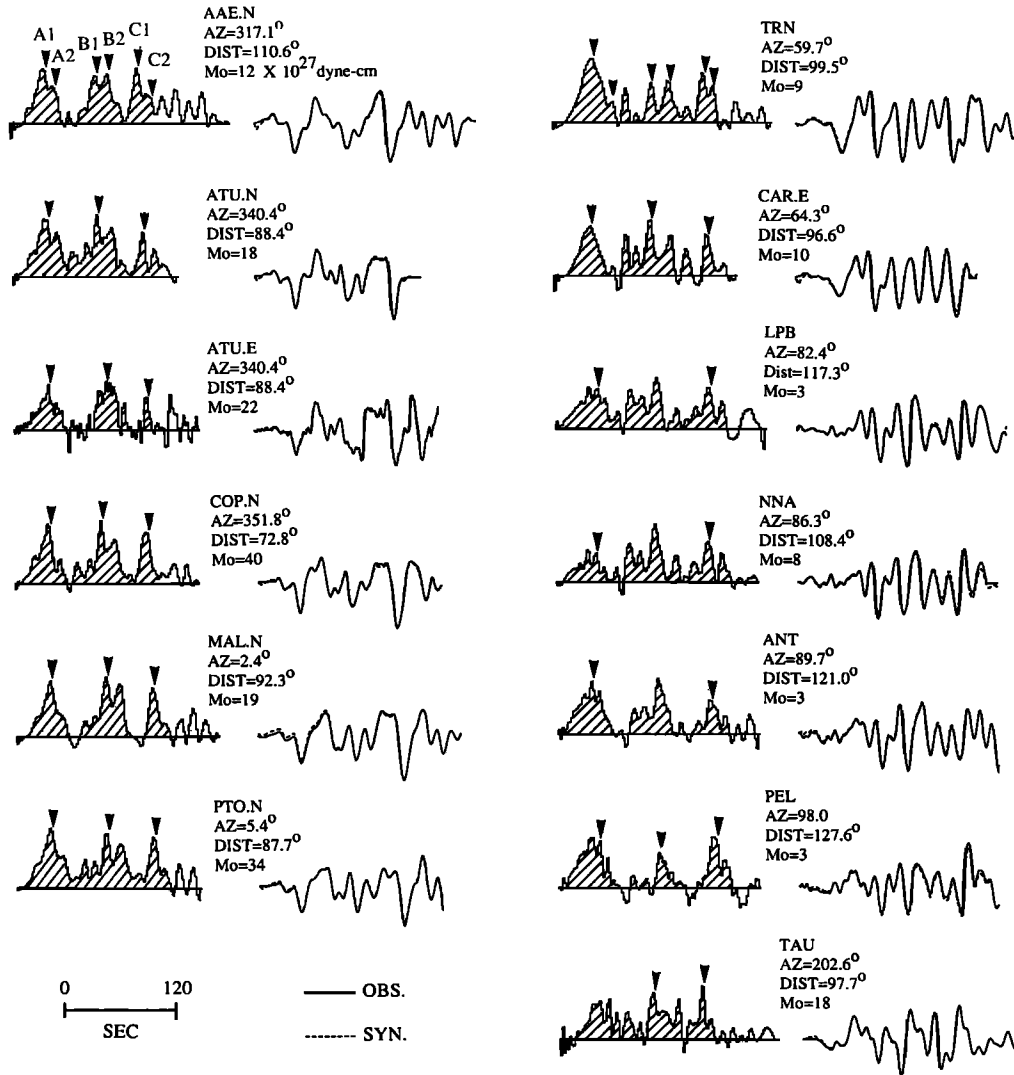 A1 A2 B1 B2 C1 C2
AAE.N
AZ=317.1°
DIST=110.6°
Mo=12 X 10^27 dyne-cm
ATU.N
AZ=340.4°
DIST=88.4°
Mo=18
ATU.E
AZ=340.4°
DIST=88.4°
Mo=22
COP.N
AZ=351.8°
DIST=72.8°
Mo=40
MAL.N
AZ=2.4°
DIST=92.3°
Mo=19
PTO.N
AZ=5.4°
DIST=87.7°
Mo=34
0 120
SEC
OBS.
SYN.
TRN
AZ=59.7°
DIST=99.5°
Mo=9
CAR.E
AZ=64.3°
DIST=96.6°
Mo=10
LPB
AZ=82.4°
Dist=117.3°
Mo=3
NNA
AZ=86.3°
DIST=108.4°
Mo=8
ANT
AZ=89.7°
DIST=121.0°
Mo=3
PEL
AZ=98.0
DIST=127.6°
Mo=3
TAU
AZ=202.6°
DIST=97.7°
Mo=18